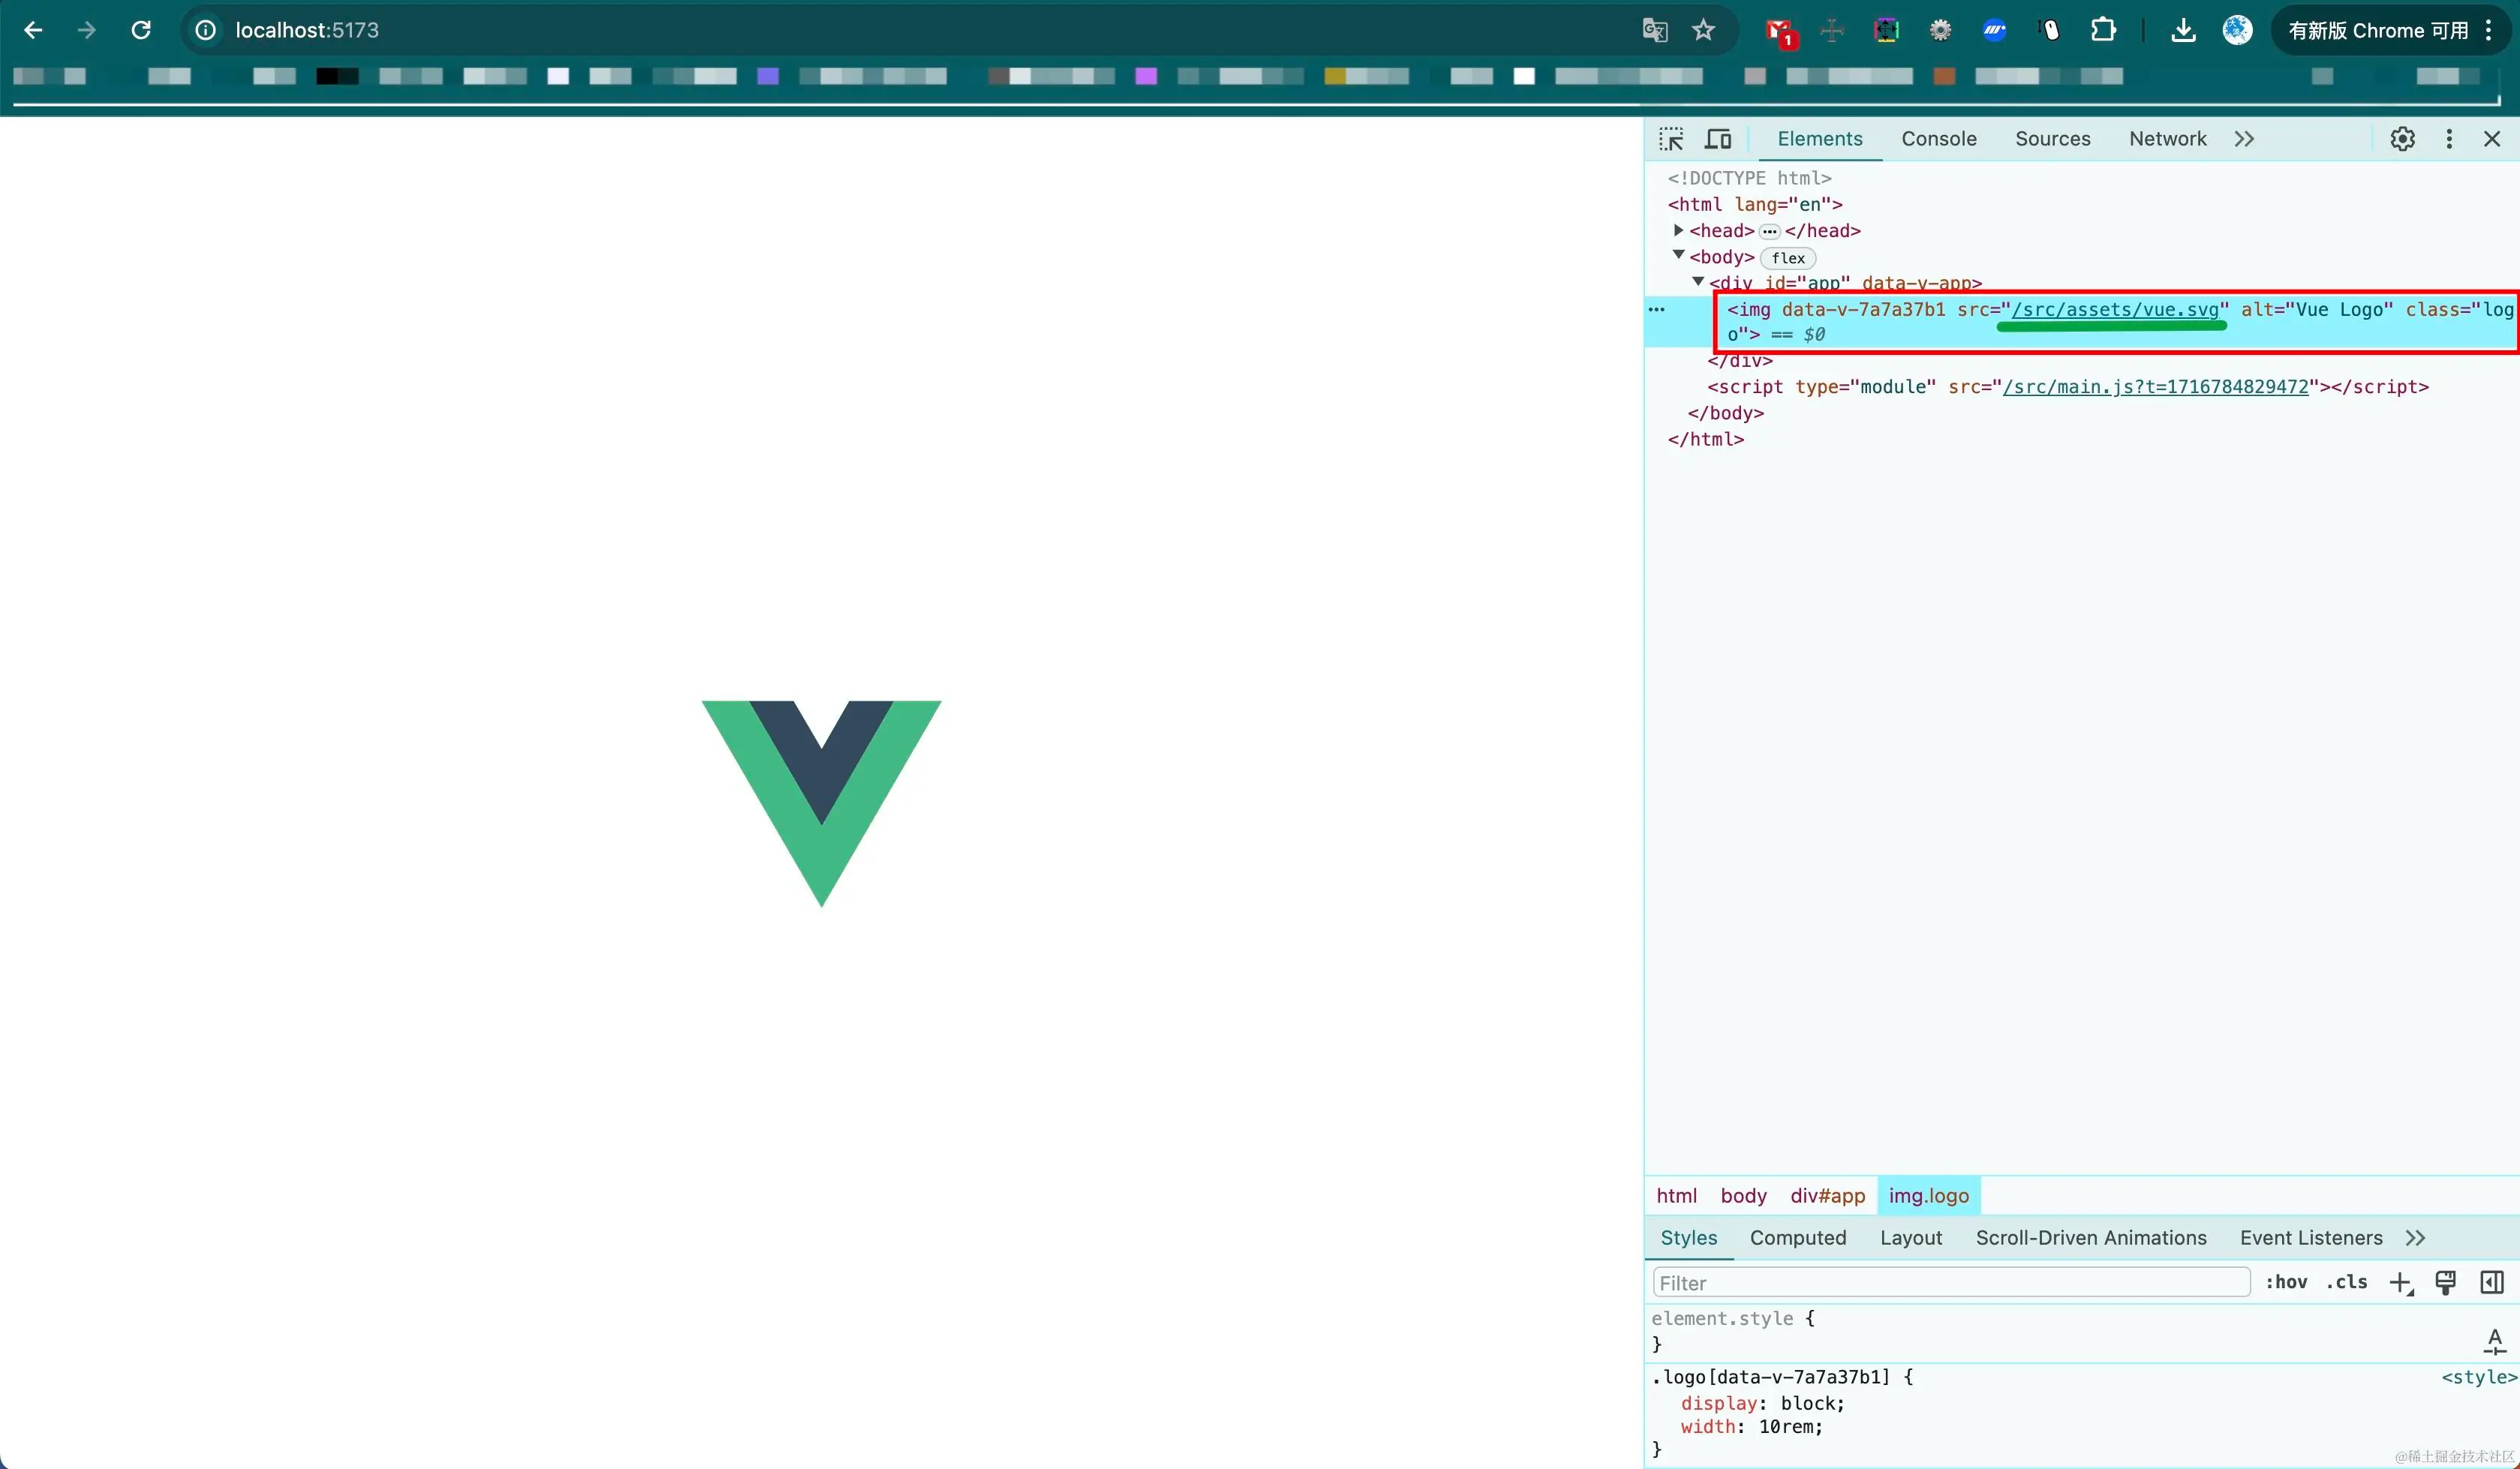 localhost:5173
1
有新版 Chrome 可用
Elements Console Sources Network
<!DOCTYPE html>
<html lang="en">
<head> … </head>
<body> flex
<div id="app" data-v-app>
<img data-v-7a7a37b1 src="/src/assets/vue.svg" alt="Vue Logo" class="log
o"> == $0
</div>
<script type="module" src="/src/main.js?t=1716784829472"></script>
</body>
</html>
html body div#app img.logo
Styles Computed Layout Scroll-Driven Animations Event Listeners
Filter :hov .cls
element.style {
}
.logo[data-v-7a7a37b1] { <style>
display: block;
width: 10rem;
}
@稀土掘金技术社区